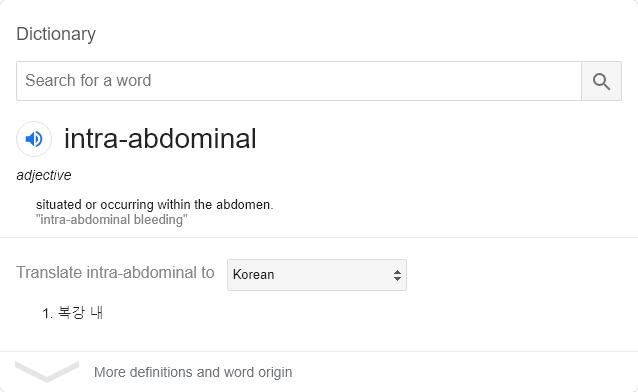 Dictionary
Search for a word
intra-abdominal
adjective
situated or occurring within the abdomen.
"intra-abdominal bleeding"
Translate intra-abdominal to Korean
1. 복강 내
More definitions and word origin